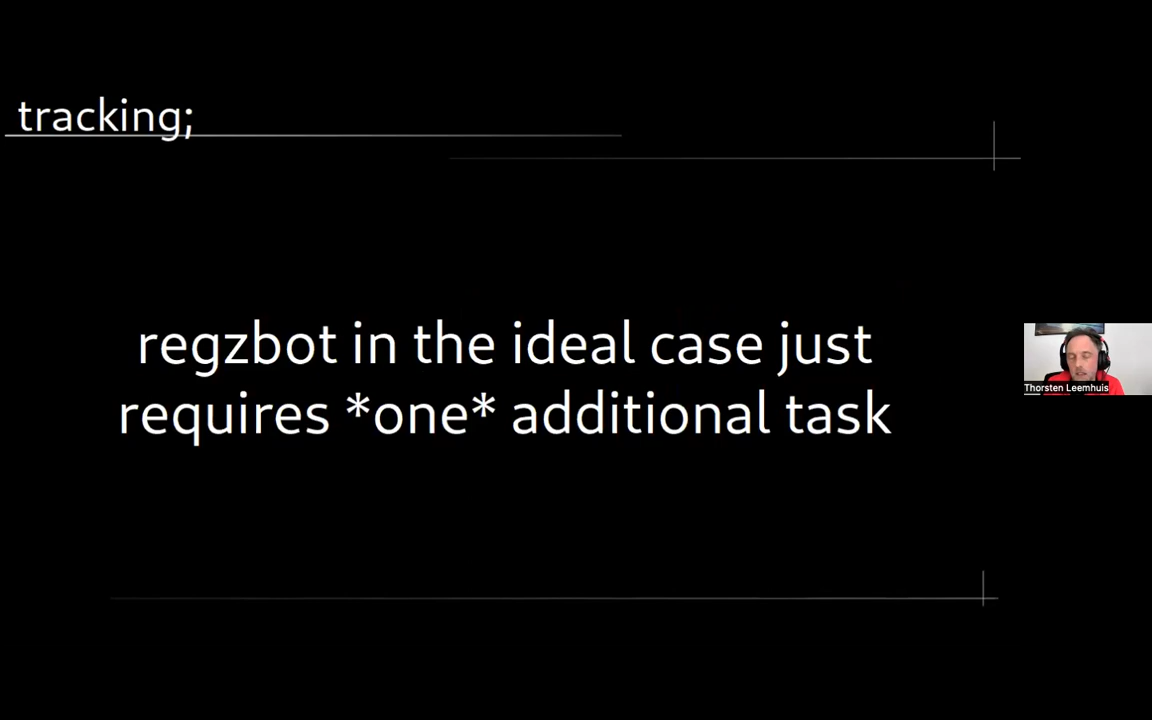 tracking;
regzbot in the ideal case just
requires *one* additional task
Thorsten Leemhuis